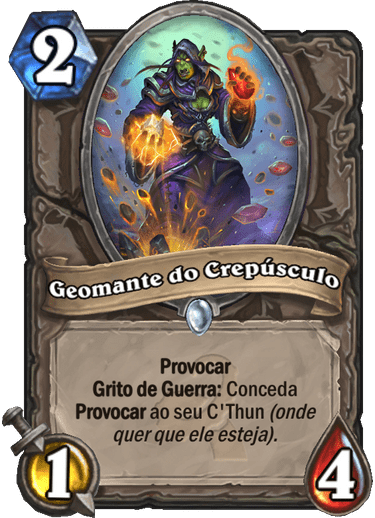 2
Geomante do Crepúsculo
Provocar
Grito de Guerra: Conceda
Provocar ao seu C'Thun (onde
quer que ele esteja).
1
4